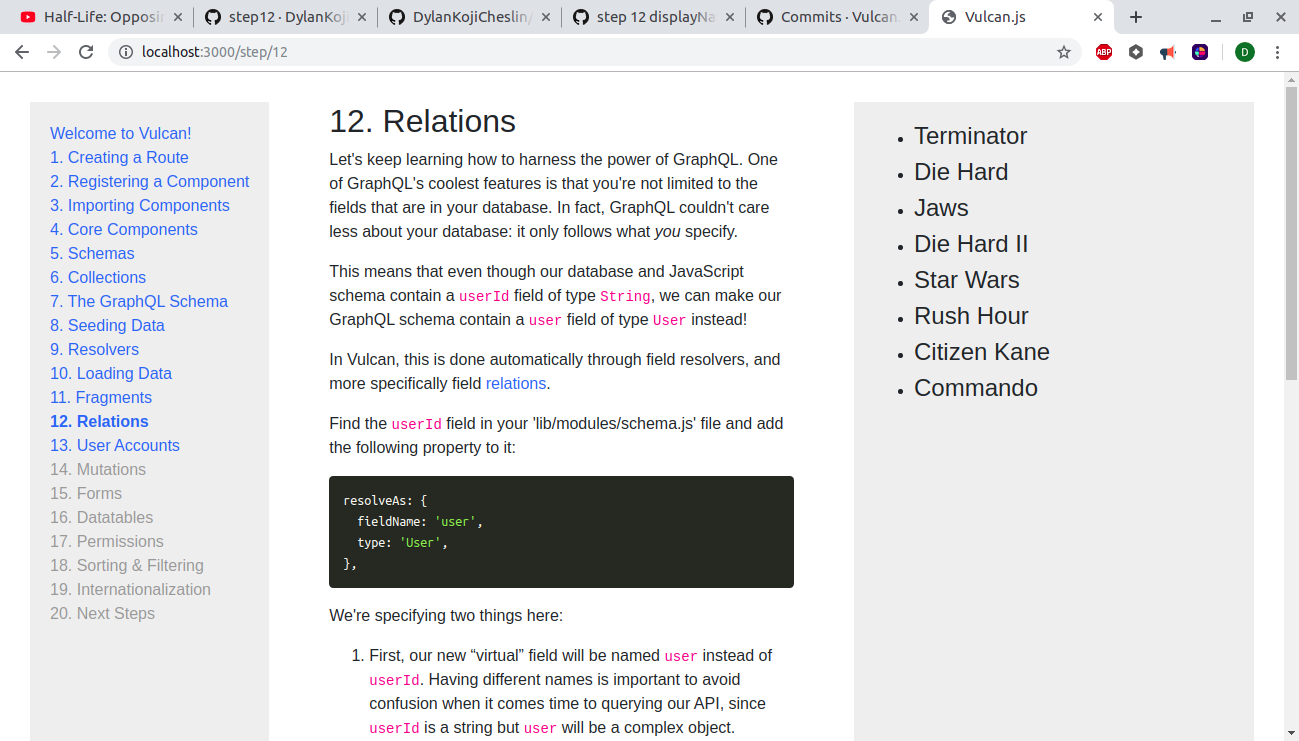 Half-Life: Opposin
step12 · DylanKoji
DylanKojiCheslin/
step 12 displayNa
Commits · Vulcan.
Vulcan.js
localhost:3000/step/12
ABP
D
Welcome to Vulcan!
1. Creating a Route
2. Registering a Component
3. Importing Components
4. Core Components
5. Schemas
6. Collections
7. The GraphQL Schema
8. Seeding Data
9. Resolvers
10. Loading Data
11. Fragments
12. Relations
13. User Accounts
14. Mutations
15. Forms
16. Datatables
17. Permissions
18. Sorting & Filtering
19. Internationalization
20. Next Steps
12. Relations
Let's keep learning how to harness the power of GraphQL. One
of GraphQL's coolest features is that you're not limited to the
fields that are in your database. In fact, GraphQL couldn't care
less about your database: it only follows what you specify.
This means that even though our database and JavaScript
schema contain a userId field of type String, we can make our
GraphQL schema contain a user field of type User instead!
In Vulcan, this is done automatically through field resolvers, and
more specifically field relations.
Find the userId field in your 'lib/modules/schema.js' file and add
the following property to it:
resolveAs: {
  fieldName: 'user',
  type: 'User',
},
We're specifying two things here:
1. First, our new “virtual” field will be named user instead of
userId. Having different names is important to avoid
confusion when it comes time to querying our API, since
userId is a string but user will be a complex object.
• Terminator
• Die Hard
• Jaws
• Die Hard II
• Star Wars
• Rush Hour
• Citizen Kane
• Commando